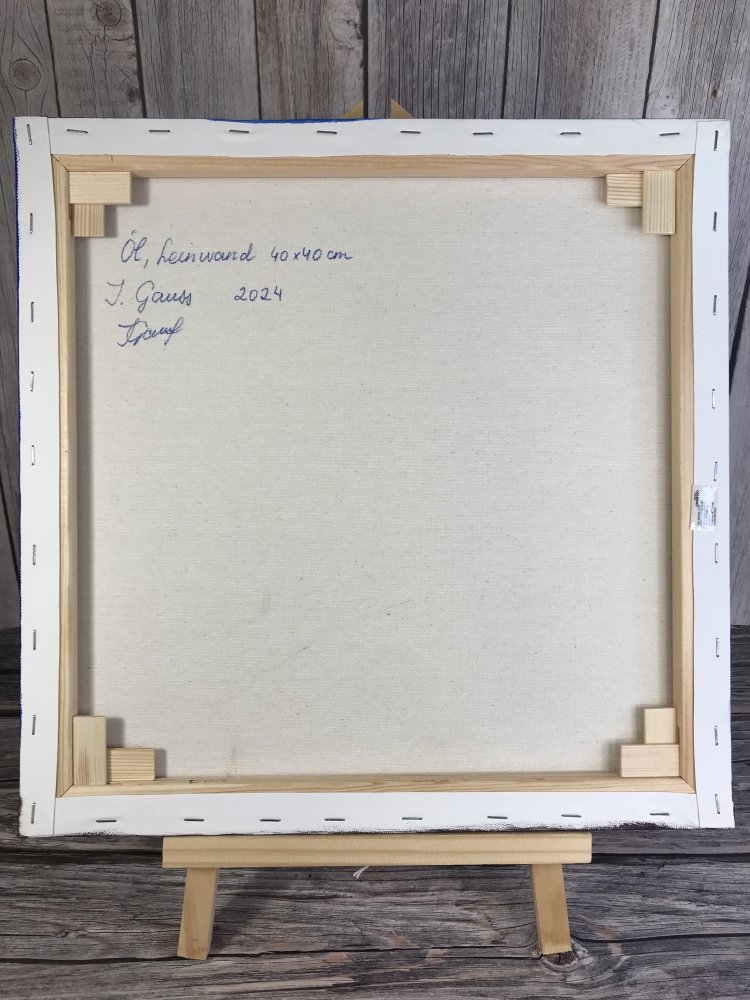 Öl, Leinwand 40x40 cm
I. Gauss 2024